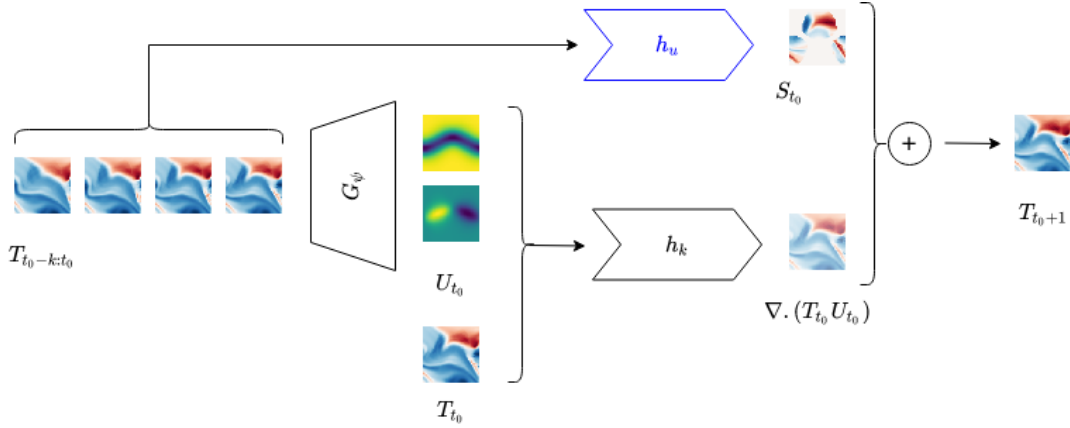 h_u
S_{t_0}
G_ψ
+
T_{t_0-k:t_0}
U_{t_0}
h_k
T_{t_0+1}
∇.(T_{t_0}U_{t_0})
T_{t_0}